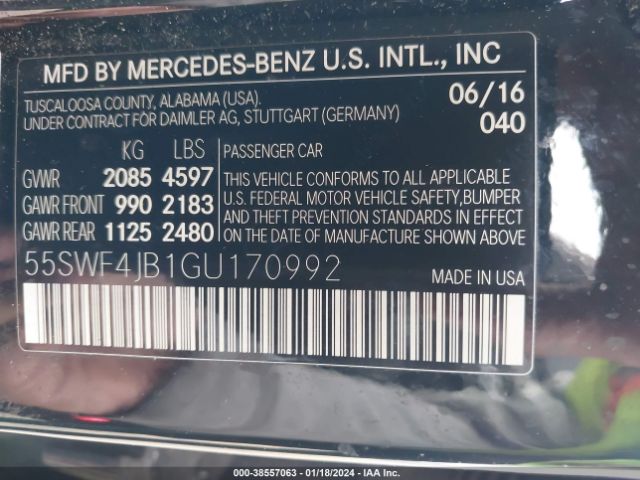 MFD BY MERCEDES-BENZ U.S. INTL., INC
TUSCALOOSA COUNTY, ALABAMA (USA).
UNDER CONTRACT FOR DAIMLER AG, STUTTGART (GERMANY)
06/16
040
KG LBS
GVWR 2085 4597
GAWR FRONT 990 2183
GAWR REAR 1125 2480
PASSENGER CAR
THIS VEHICLE CONFORMS TO ALL APPLICABLE
U.S. FEDERAL MOTOR VEHICLE SAFETY,BUMPER
AND THEFT PREVENTION STANDARDS IN EFFECT
ON THE DATE OF MANUFACTURE SHOWN ABOVE
55SWF4JB1GU170992
MADE IN USA
000-38557063 - 01/18/2024 - IAA Inc.